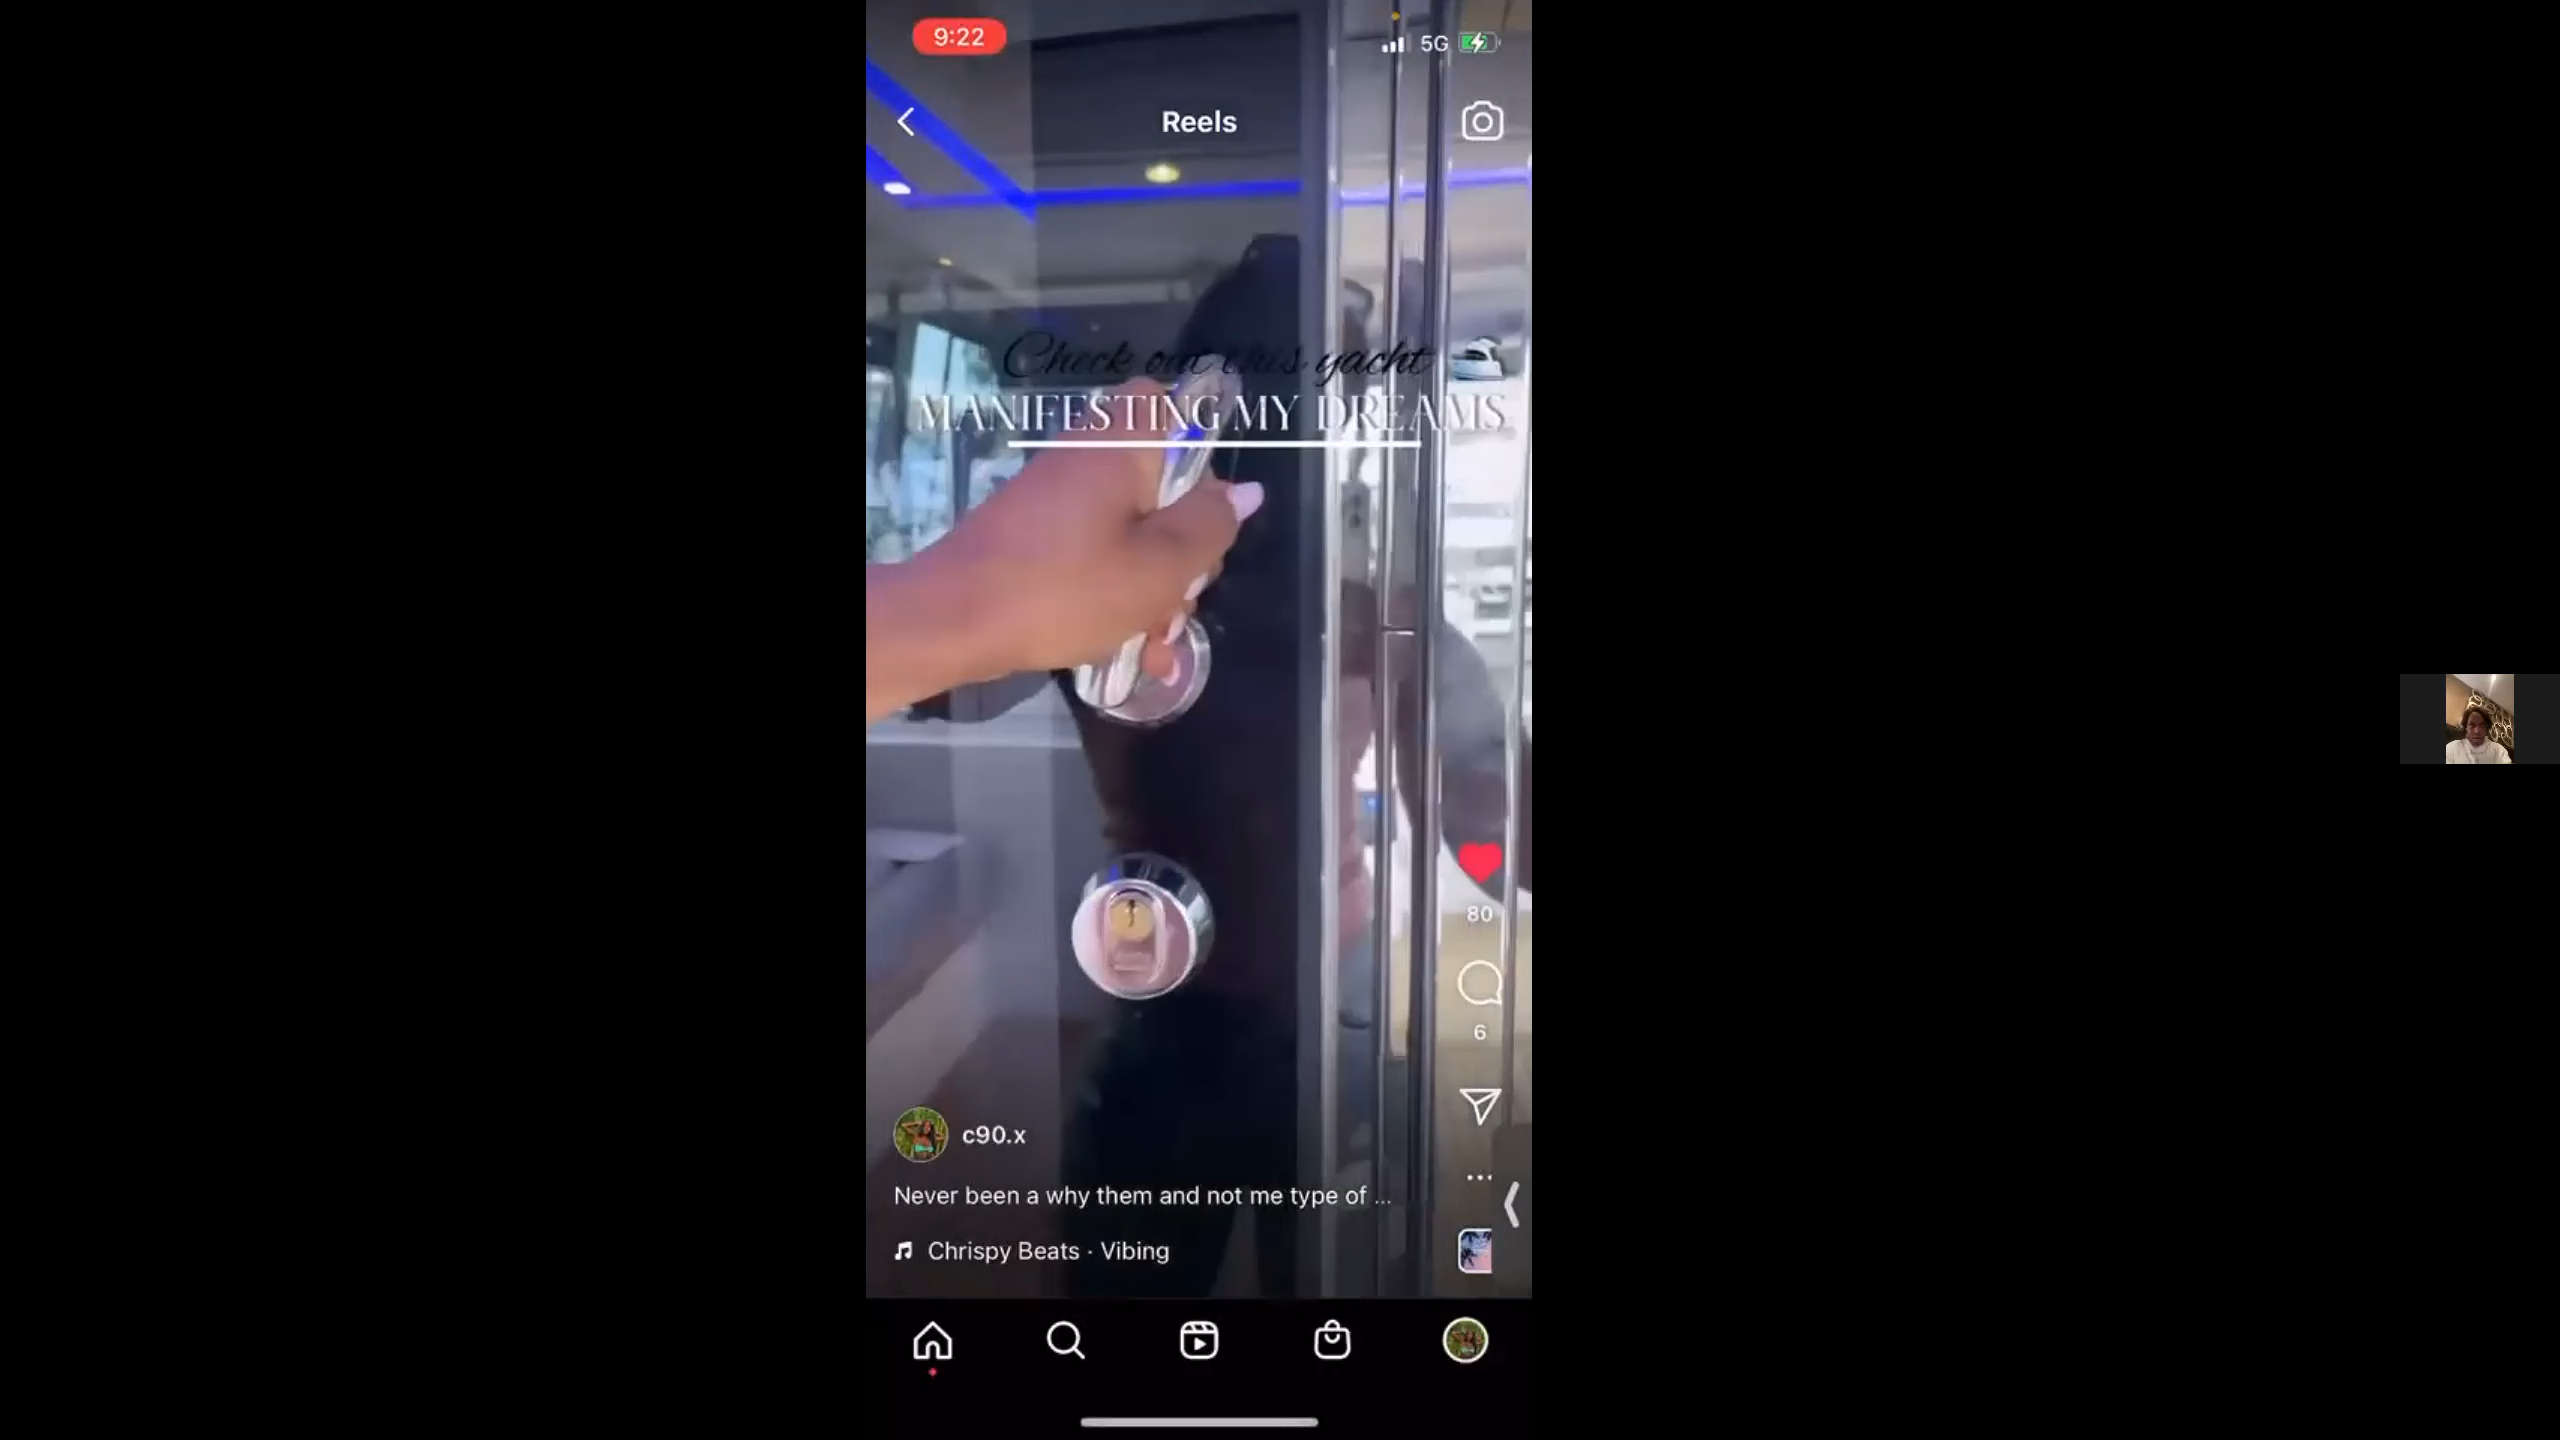 9:22
5G
Reels
Check out this yacht
MANIFESTING MY DREAMS
80
6
c90.x
Never been a why them and not me type of ...
Chrispy Beats · Vibing